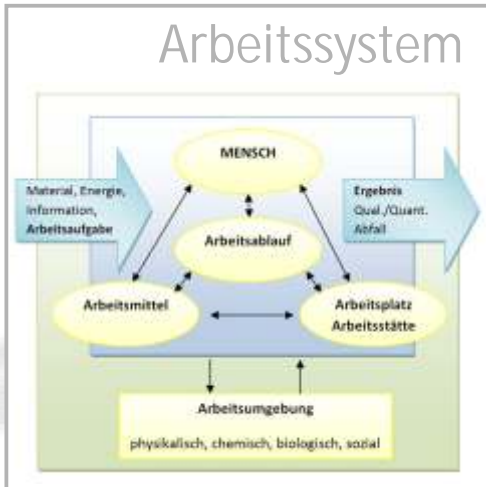 Arbeitssystem
MENSCH
Material, Energie,
Information,
Arbeitsaufgabe
Ergebnis
Qual./Quant.
Abfall
Arbeitsablauf
Arbeitsmittel
Arbeitsplatz
Arbeitsstätte
Arbeitsumgebung
physikalisch, chemisch, biologisch, sozial